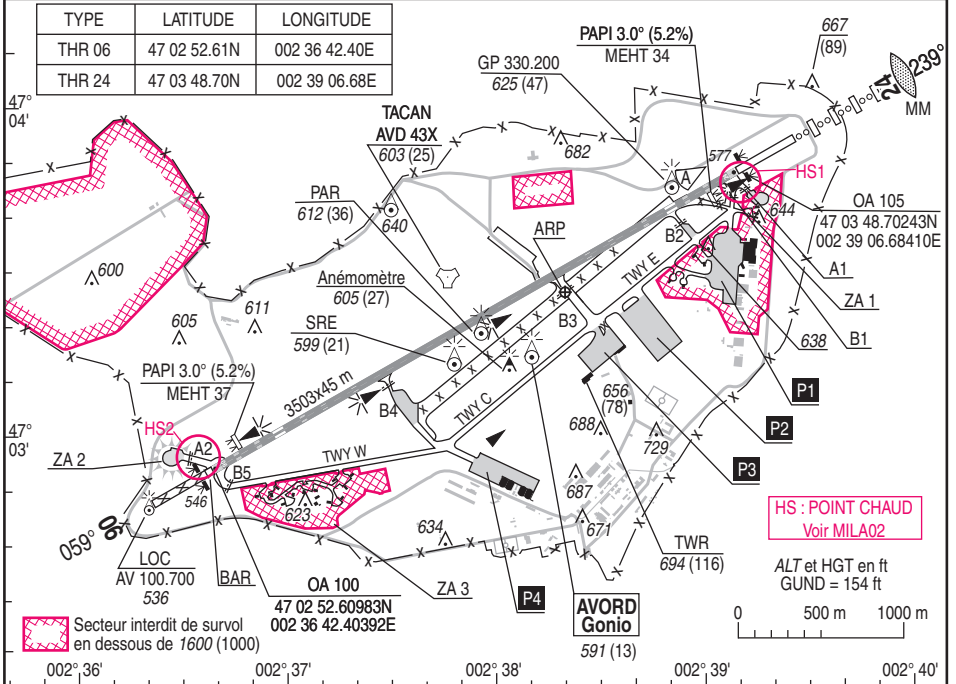 TYPE LATITUDE LONGITUDE
THR 06 47 02 52.61N 002 36 42.40E
THR 24 47 03 48.70N 002 39 06.68E
PAPI 3.0° (5.2%)
MEHT 34
667
(89)
GP 330.200
625 (47)
239°
24
MM
47°
04'
TACAN
AVD 43X
603 (25)
682
577
A
HS1
PAR
612 (36)
640
ARP
644
OA 105
47 03 48.70243N
002 39 06.68410E
B2
TWY E
A1
600
Anémomètre
605 (27)
ZA 1
611
605
B3
SRE
599 (21)
638
B1
PAPI 3.0° (5.2%)
MEHT 37
3503x45 m
P1
B4
TWY C
656
(78)
P2
688
729
47°
03'
HS2
A2
ZA 2
TWY W
P3
B5
546
623
687
671
HS : POINT CHAUD
Voir MILA02
059°
06
634
LOC
AV 100.700
536
BAR
OA 100
47 02 52.60983N
002 36 42.40392E
ZA 3
P4
TWR
694 (116)
ALT et HGT en ft
GUND = 154 ft
AVORD
Gonio
591 (13)
0 500 m 1000 m
Secteur interdit de survol
en dessous de 1600 (1000)
002° 36' 002° 37' 002° 38' 002° 39' 002° 40'